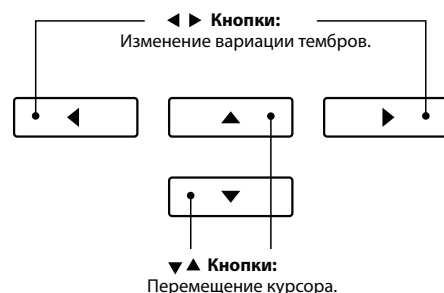 ◀ ▶ Кнопки:
Изменение вариации тембров.
◀ ▲ ▶
▼
▼▲ Кнопки:
Перемещение курсора.